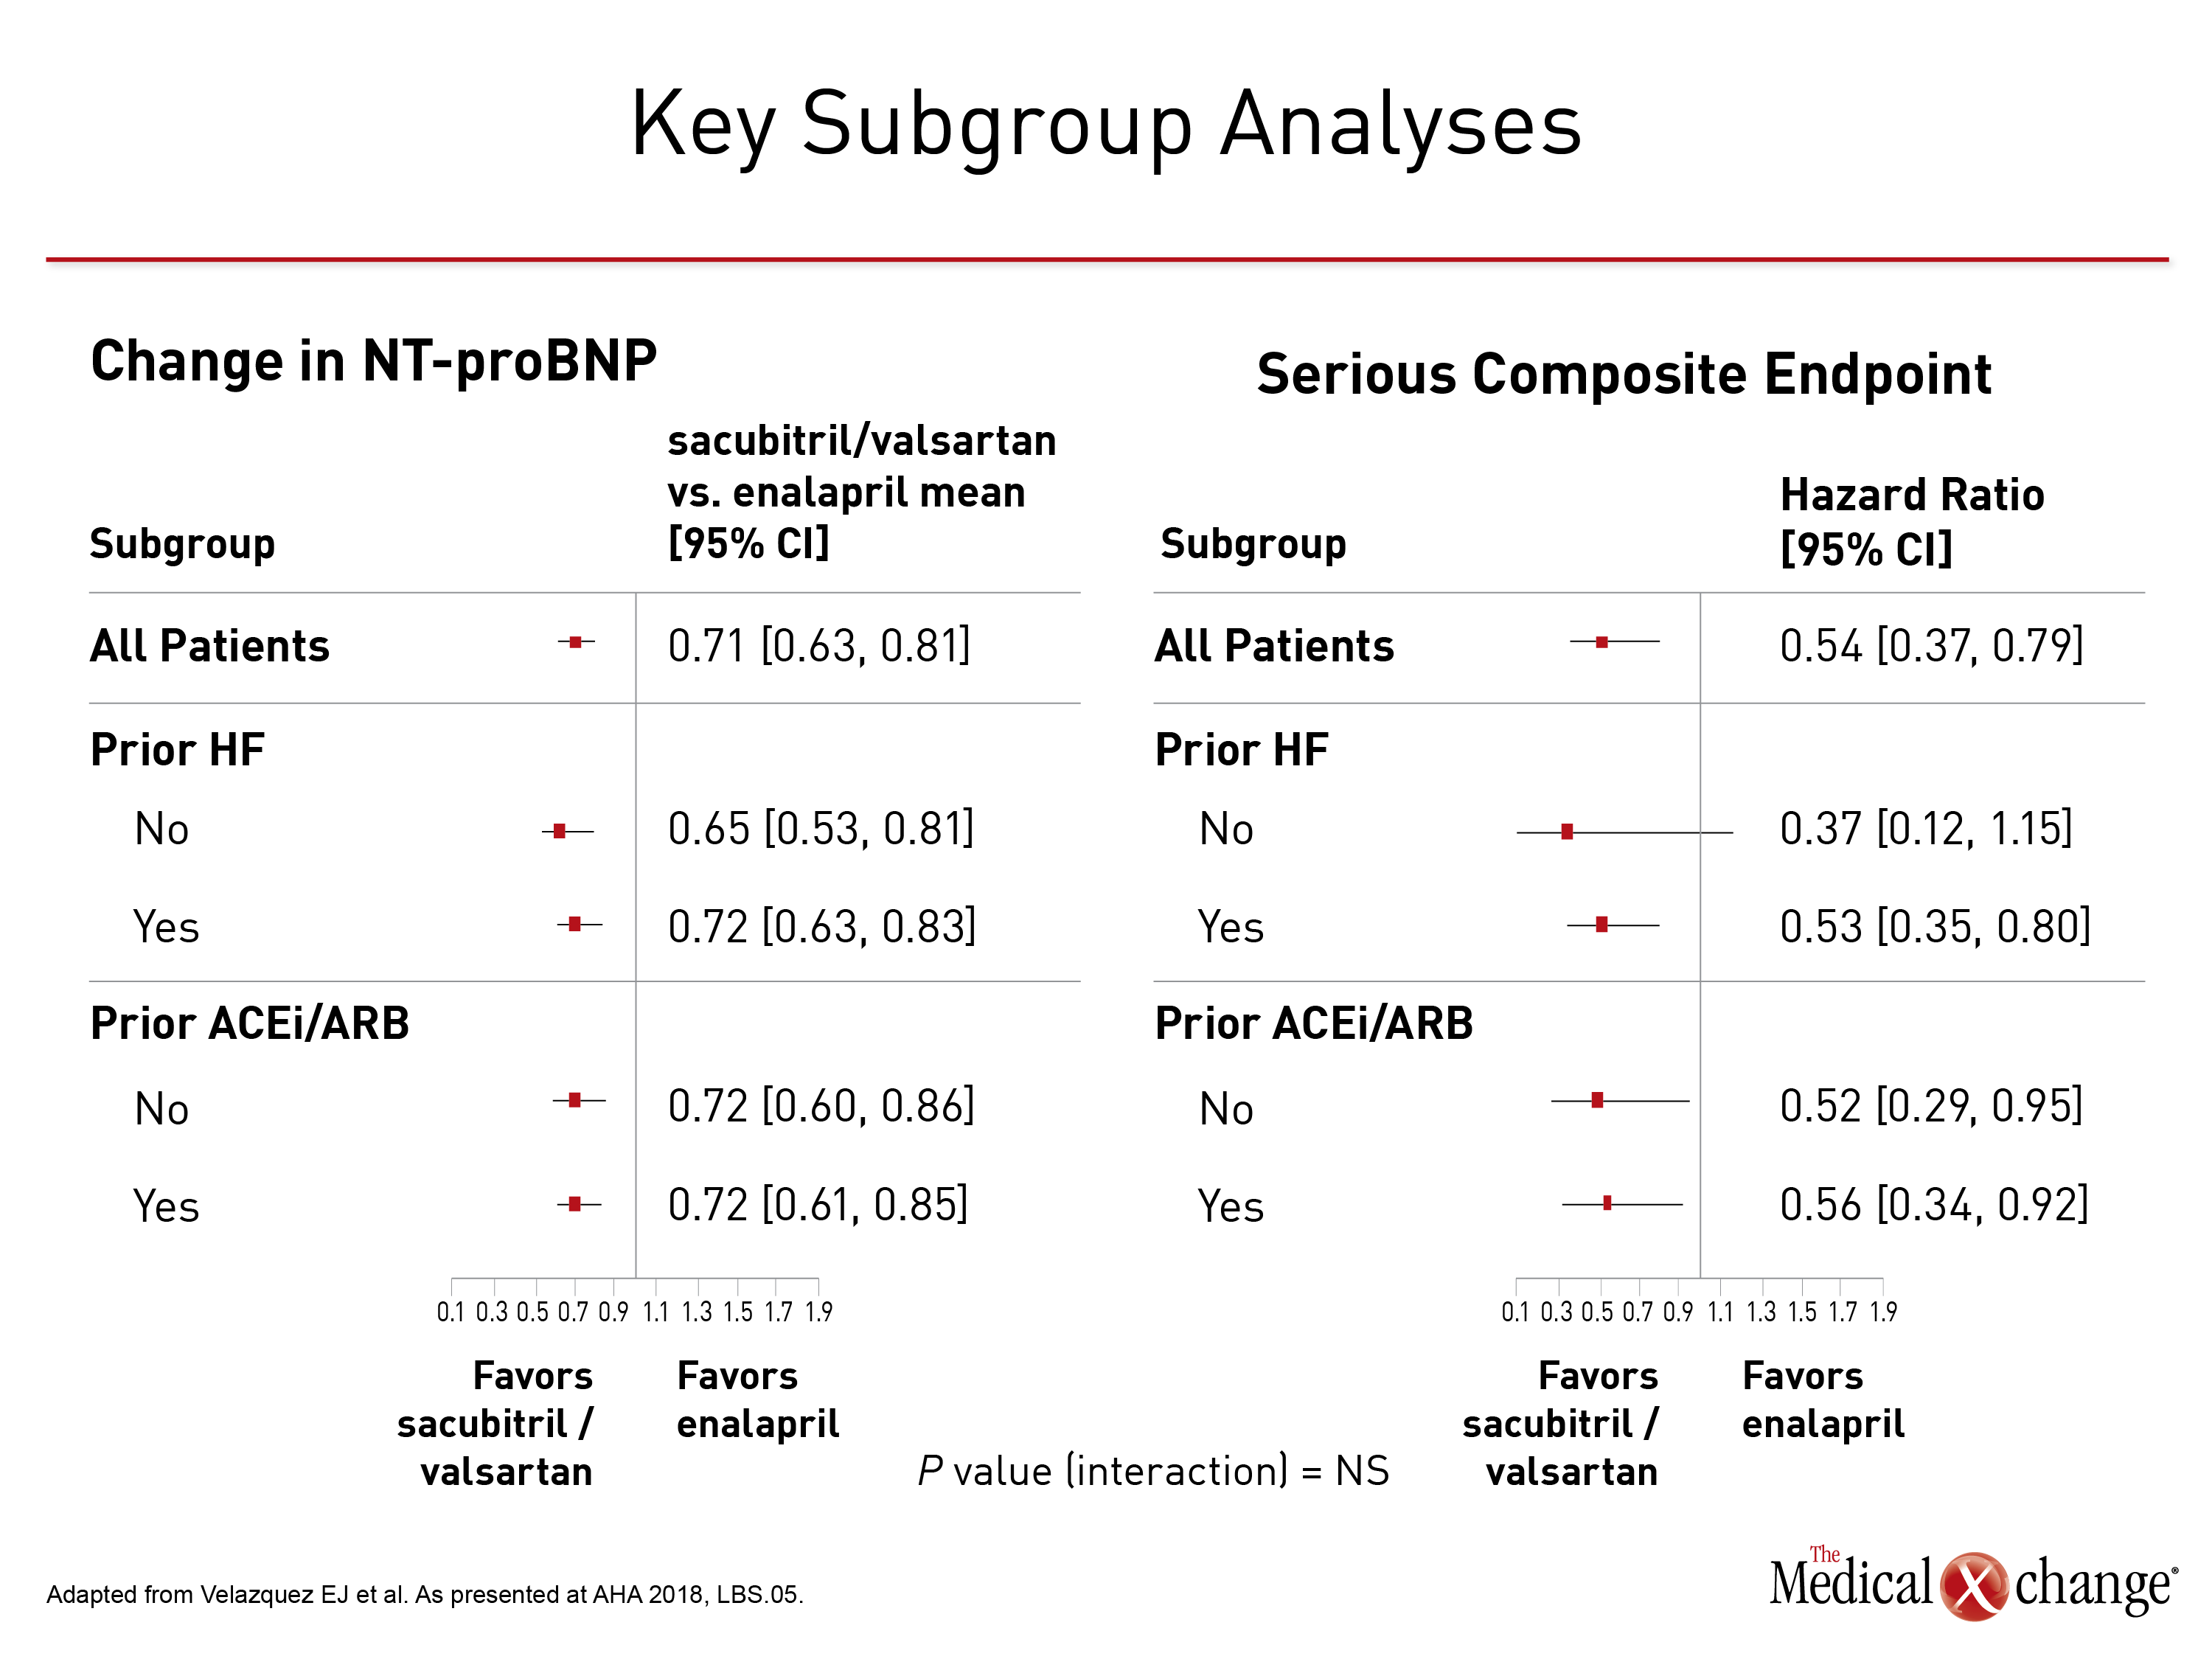 Key Subgroup Analyses
Change in NT-proBNP
Subgroup
sacubitril/valsartan
vs. enalapril mean
[95% CI]
All Patients 0.71 [0.63, 0.81]
Prior HF
No 0.65 [0.53, 0.81]
Yes 0.72 [0.63, 0.83]
Prior ACEi/ARB
No 0.72 [0.60, 0.86]
Yes 0.72 [0.61, 0.85]
0.1 0.3 0.5 0.7 0.9 1.1 1.3 1.5 1.7 1.9
Favors
sacubitril /
valsartan
Favors
enalapril
Serious Composite Endpoint
Subgroup
Hazard Ratio
[95% CI]
All Patients 0.54 [0.37, 0.79]
Prior HF
No 0.37 [0.12, 1.15]
Yes 0.53 [0.35, 0.80]
Prior ACEi/ARB
No 0.52 [0.29, 0.95]
Yes 0.56 [0.34, 0.92]
0.1 0.3 0.5 0.7 0.9 1.1 1.3 1.5 1.7 1.9
Favors
sacubitril /
valsartan
Favors
enalapril
P value (interaction) = NS
Adapted from Velazquez EJ et al. As presented at AHA 2018, LBS.05.
The
Medical Xchange®